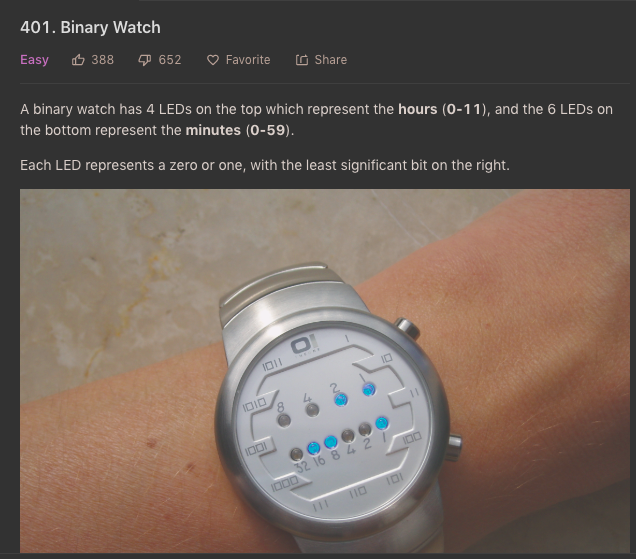 401. Binary Watch
Easy 388 652 Favorite Share
A binary watch has 4 LEDs on the top which represent the hours (0-11), and the 6 LEDs on
the bottom represent the minutes (0-59).
Each LED represents a zero or one, with the least significant bit on the right.
1
1011
10
8 4 2 1
1010
11
32 16 8 4 2 1
1001
100
1000
101
111
110